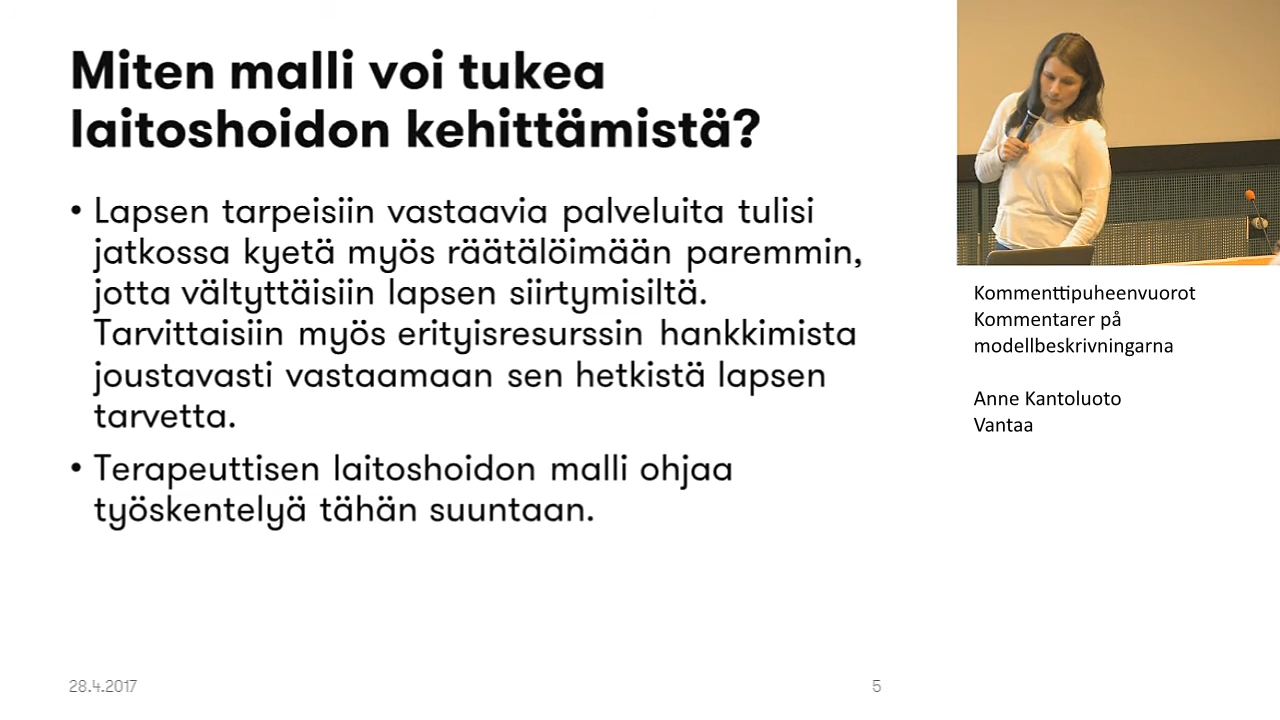 Miten malli voi tukea
laitoshoidon kehittämistä?
• Lapsen tarpeisiin vastaavia palveluita tulisi
jatkossa kyetä myös räätälöimään paremmin,
jotta vältyttäisiin lapsen siirtymisiltä.
Tarvittaisiin myös erityisresurssin hankkimista
joustavasti vastaamaan sen hetkistä lapsen
tarvetta.
• Terapeuttisen laitoshoidon malli ohjaa
työskentelyä tähän suuntaan.
28.4.2017
5
Kommenttipuheenvuorot
Kommentarer på
modellbeskrivningarna
Anne Kantoluoto
Vantaa